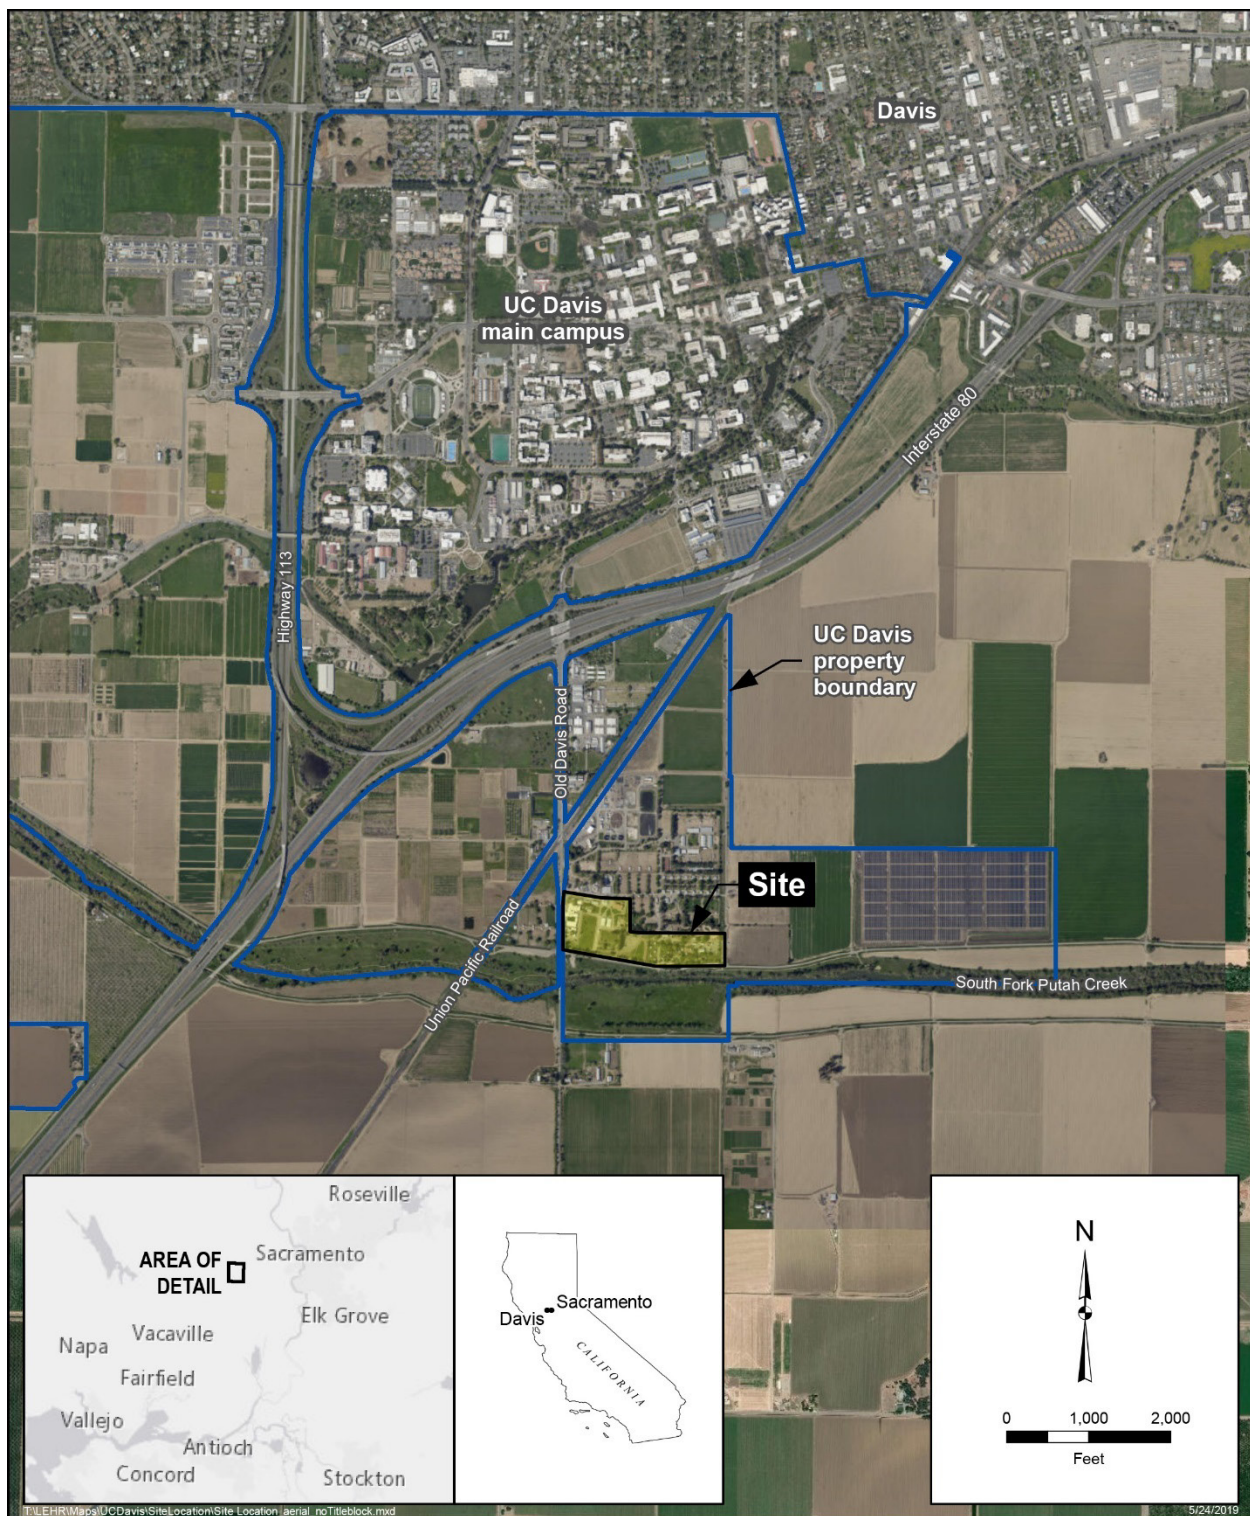 Davis
UC Davis
main campus
Interstate 80
Highway 113
UC Davis
property
boundary
Old Davis Road
Site
Union Pacific Railroad
South Fork Putah Creek
Roseville
AREA OF
DETAIL
Sacramento
Elk Grove
Napa
Vacaville
Fairfield
Vallejo
Antioch
Concord
Stockton
Sacramento
Davis
CALIFORNIA
N
0 1,000 2,000
Feet
T:\LEHR\Maps\UCDavis\SiteLocation\Site Location_aerial_noTitleblock.mxd
5/24/2019